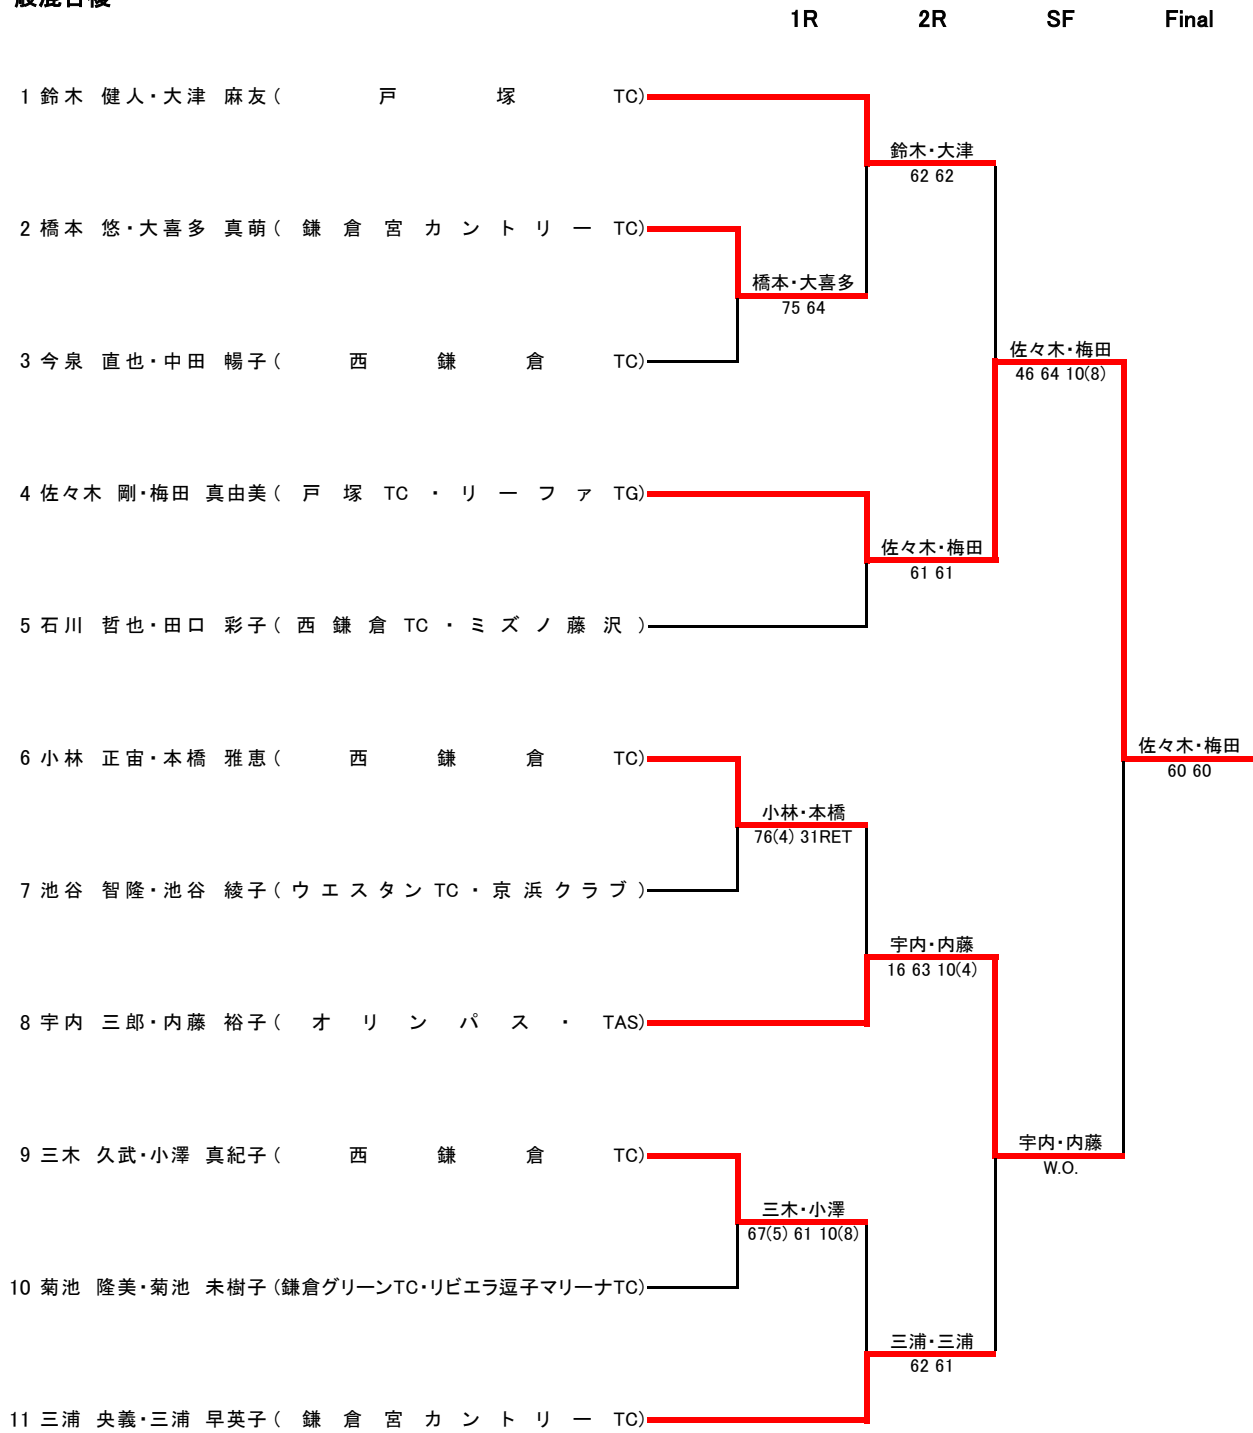 般混合複
1R 2R SF Final
1 鈴木 健人・大津 麻友 ( 戸 塚 TC)
鈴木・大津
62 62
2 橋本 悠・大喜多 真萌 ( 鎌 倉 宮 カ ン ト リ ー TC)
橋本・大喜多
75 64
3 今泉 直也・中田 暢子 ( 西 鎌 倉 TC)
佐々木・梅田
46 64 10(8)
4 佐々木 剛・梅田 真由美 ( 戸 塚 TC ・ リ ー フ ァ TG)
佐々木・梅田
61 61
5 石川 哲也・田口 彩子 ( 西 鎌 倉 TC ・ ミ ズ ノ 藤 沢 )
6 小林 正宙・本橋 雅恵 ( 西 鎌 倉 TC)
佐々木・梅田
60 60
小林・本橋
76(4) 31RET
7 池谷 智隆・池谷 綾子 ( ウ エ ス タ ン TC ・ 京 浜 ク ラ ブ )
宇内・内藤
16 63 10(4)
8 宇内 三郎・内藤 裕子 ( オ リ ン パ ス ・ TAS)
9 三木 久武・小澤 真紀子 ( 西 鎌 倉 TC)
宇内・内藤
W.O.
三木・小澤
67(5) 61 10(8)
10 菊池 隆美・菊池 未樹子 (鎌倉グリーンTC・リビエラ逗子マリーナTC)
三浦・三浦
62 61
11 三浦 央義・三浦 早英子 ( 鎌 倉 宮 カ ン ト リ ー TC)